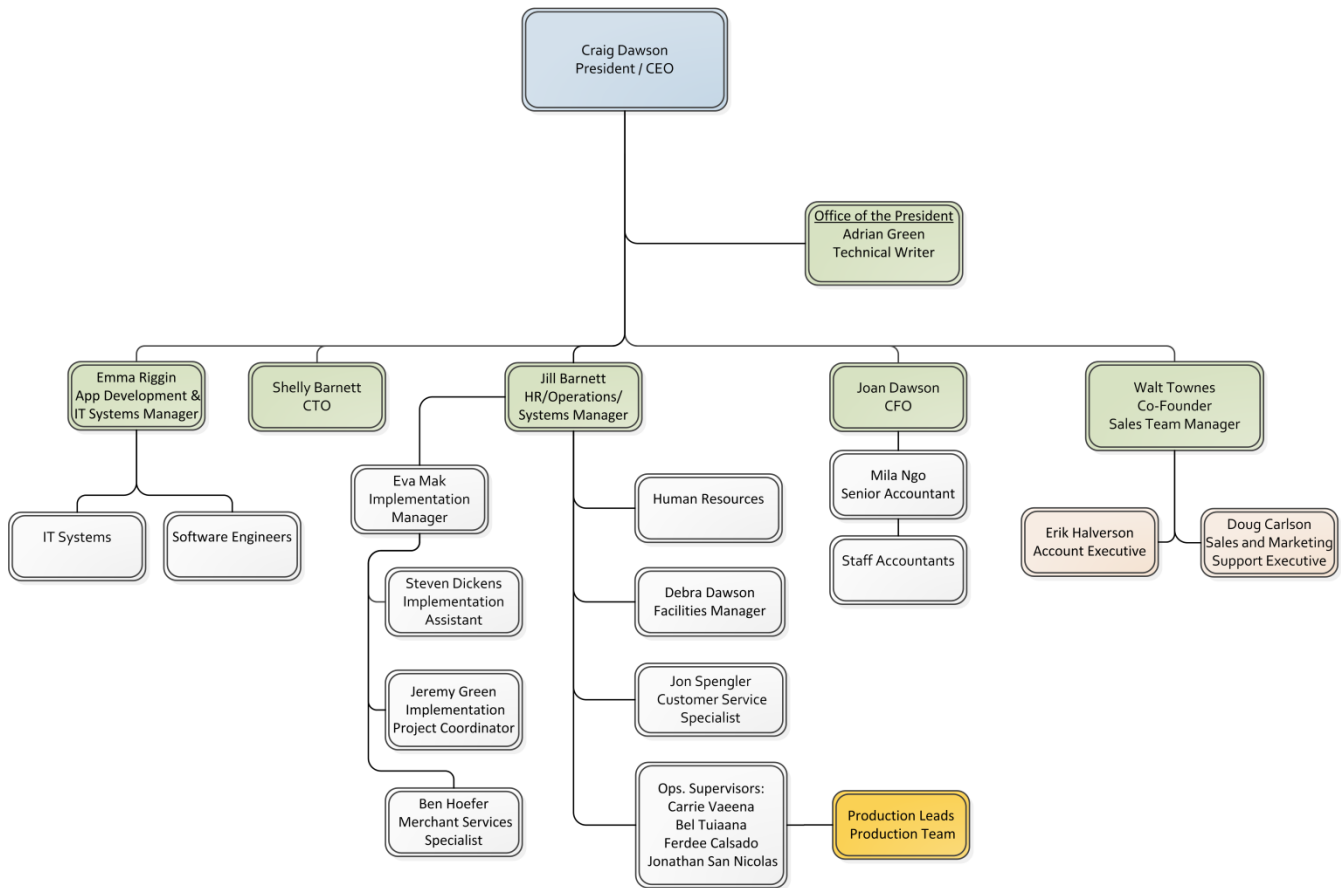 Craig Dawson
President / CEO
Office of the President
Adrian Green
Technical Writer
Emma Riggin
App Development &
IT Systems Manager
Shelly Barnett
CTO
Jill Barnett
HR/Operations/
Systems Manager
Joan Dawson
CFO
Walt Townes
Co-Founder
Sales Team Manager
IT Systems
Software Engineers
Eva Mak
Implementation
Manager
Steven Dickens
Implementation
Assistant
Jeremy Green
Implementation
Project Coordinator
Ben Hoefer
Merchant Services
Specialist
Human Resources
Debra Dawson
Facilities Manager
Jon Spengler
Customer Service
Specialist
Ops. Supervisors:
Carrie Vaeena
Bel Tuiaana
Ferdee Calsado
Jonathan San Nicolas
Production Leads
Production Team
Mila Ngo
Senior Accountant
Staff Accountants
Erik Halverson
Account Executive
Doug Carlson
Sales and Marketing
Support Executive